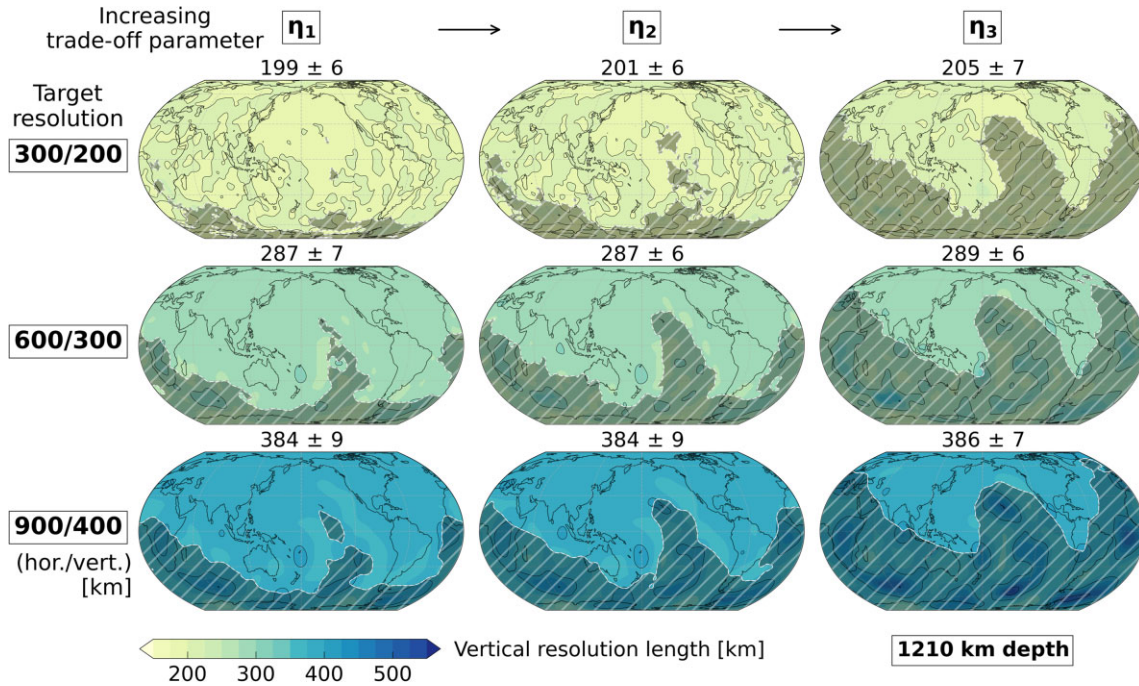 Increasing
trade-off parameter
η1
η2
η3
199 ± 6
201 ± 6
205 ± 7
Target
resolution
300/200
287 ± 7
287 ± 6
289 ± 6
600/300
384 ± 9
384 ± 9
386 ± 7
900/400
(hor./vert.)
[km]
Vertical resolution length [km]
200
300
400
500
1210 km depth